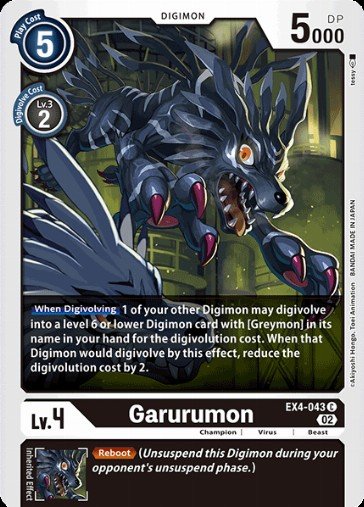 DIGIMON
Play Cost
5
DP
5000
Digivolve Cost
Lv.3
2
tessy
©Akiyoshi Hongo, Toei Animation BANDAI MADE IN JAPAN
When Digivolving 1 of your other Digimon may digivolve
into a level 6 or lower Digimon card with [Greymon] in its
name in your hand for the digivolution cost. When that
Digimon would digivolve by this effect, reduce the
digivolution cost by 2.
Lv.4
Garurumon
EX4-043 C
02
Champion | Virus | Beast
Inherited Effect
Reboot (Unsuspend this Digimon during your
opponent's unsuspend phase.)